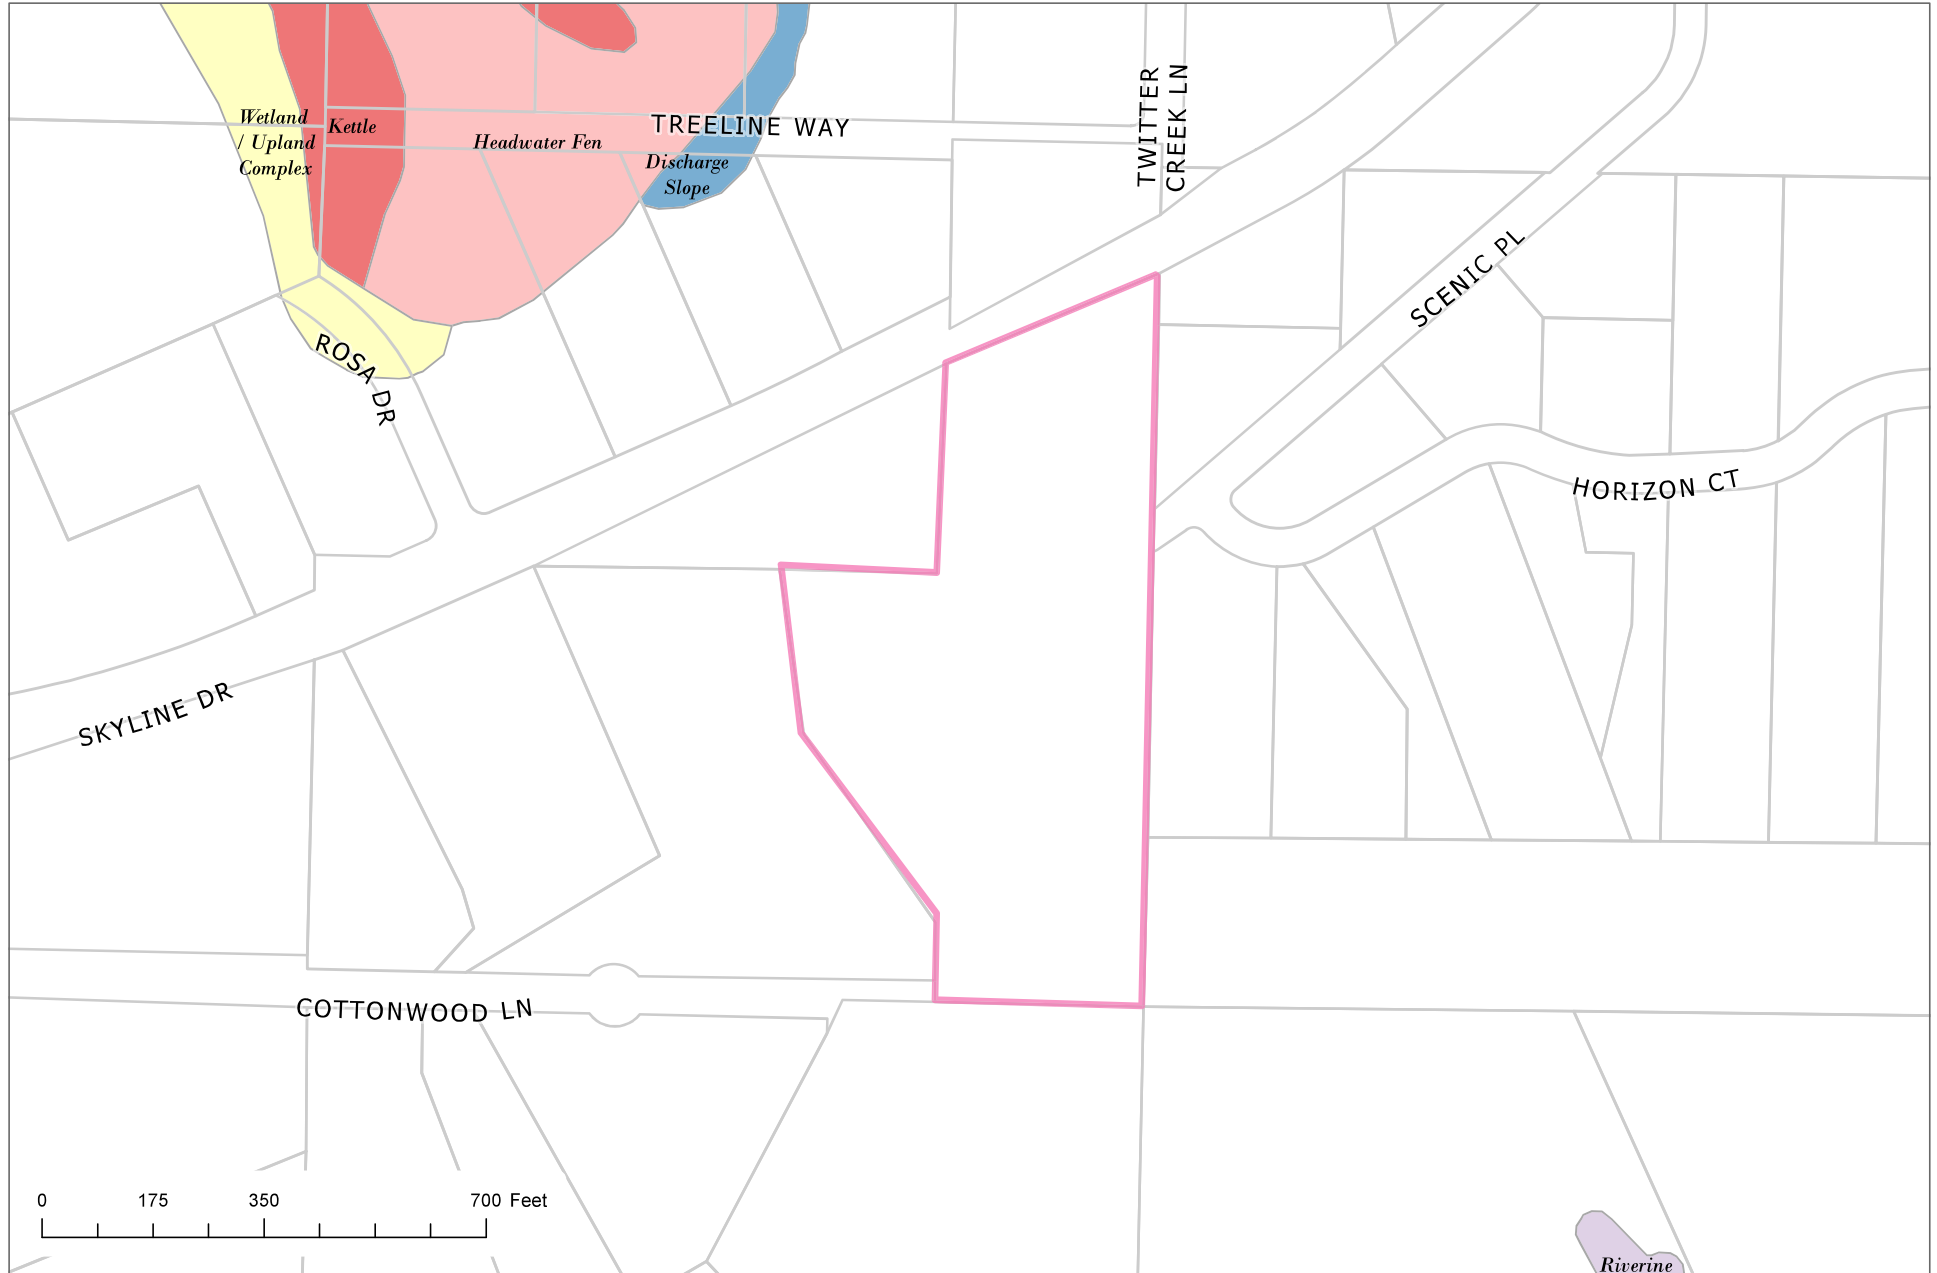 Wetland
/ Upland
Complex
Kettle
Headwater Fen
TREELINE WAY
Discharge
Slope
TWITTER
CREEK LN
SCENIC PL
ROSA DR
HORIZON CT
SKYLINE DR
COTTONWOOD LN
0 175 350 700 Feet
Riverine